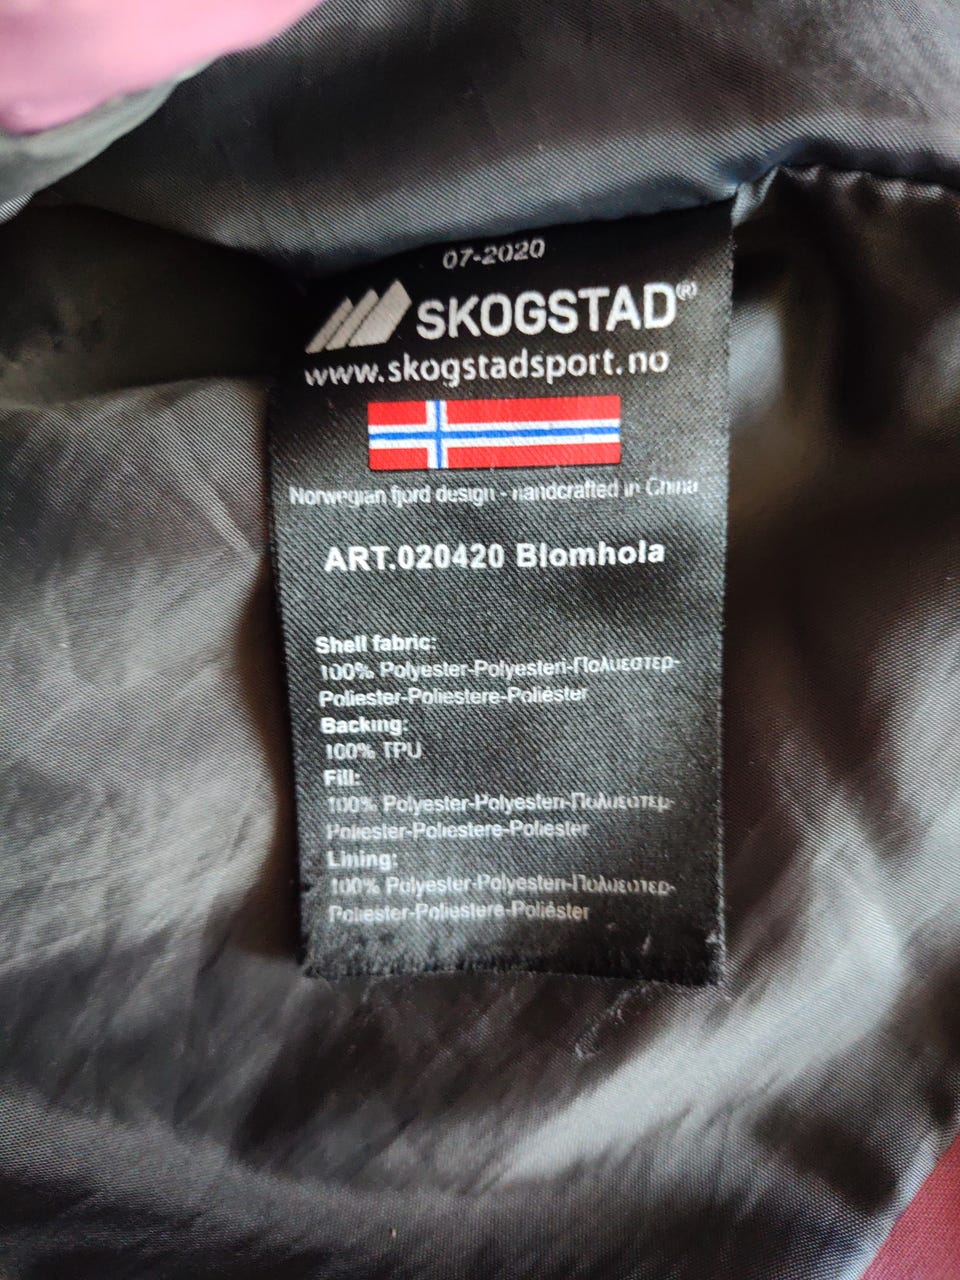 07-2020
SKOGSTAD(R)
www.skogstadsport.no
Norwegian fjord design - handcrafted in China
ART.020420 Blomhola
Shell fabric:
100% Polyester-Polyesteri-Πολυεστερ-
Poliester-Poliestere-Poliéster
Backing:
100% TPU
Fill:
100% Polyester-Polyesteri-Πολυεστερ-
Poliester-Poliestere-Poliester
Lining:
100% Polyester-Polyesteri-Πολυεστερ-
Poliester-Poliestere-Poliéster